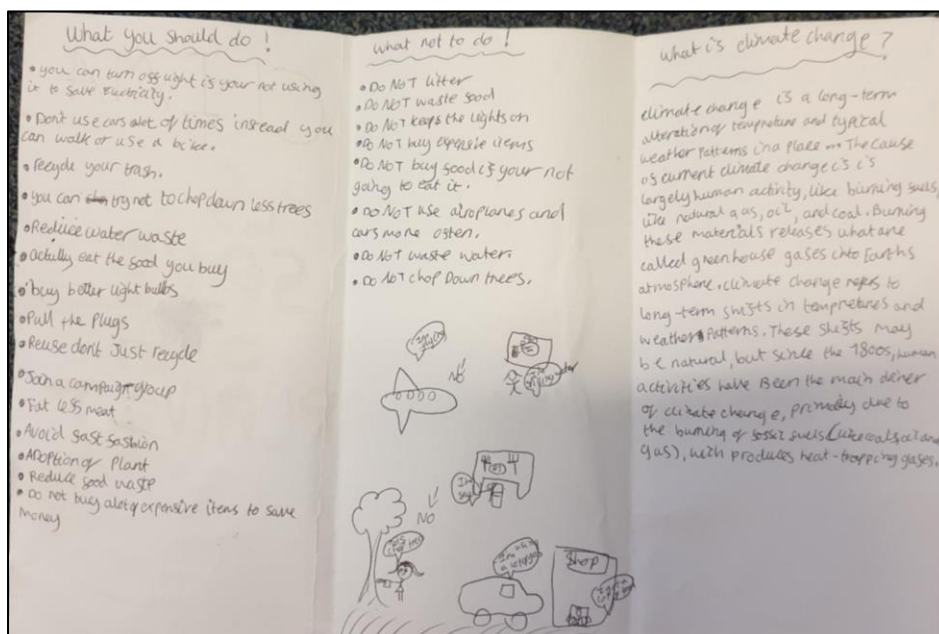 What you should do !
• you can turn off light is your not using
it to save Electricity.
• Don't use cars alot of times instead you
can walk or use a bike.
• recycle your trash.
• you can try not to chop down less trees
• Reduce water waste
• actully eat the food you buy
• buy better light bulbs
• Pull the Plugs
• Reuse dont Just recycle
• Join a campaign group
• Eat less meat
• Avoid fast fashion
• Adoption of Plant
• Reduce food waste
• Do not buy alot of expensive items to save
money
What not to do !
• Do NOT litter
• Do NOT waste food
• Do NOT keeps the lights on
• Do NOT buy expensive items
• Do NOT buy food if your not
going to eat it.
• Do NOT use airoplanes and
cars more often.
• Do NOT waste water.
• Do NOT chop Down trees.
NO
NO
Shop
What is climate change ?
climate change is a long-term
alteration of tempreture and typical
weather Patterns in a place ... The cause
of current climate change is is
largely human activity, like burning fuels,
like natural gas, oil, and coal. Burning
these materials releases what are
called greenhouse gases into Earths
atmosphere. climate change refers to
long-term shifts in tempretures and
weather Patterns. These shifts may
be natural, but since the 1800s, human
activities have Been the main driver
of climate change, primarily due to
the burning of fossil fuels (like coal, oil and
gas), wich produces heat-trapping gases.